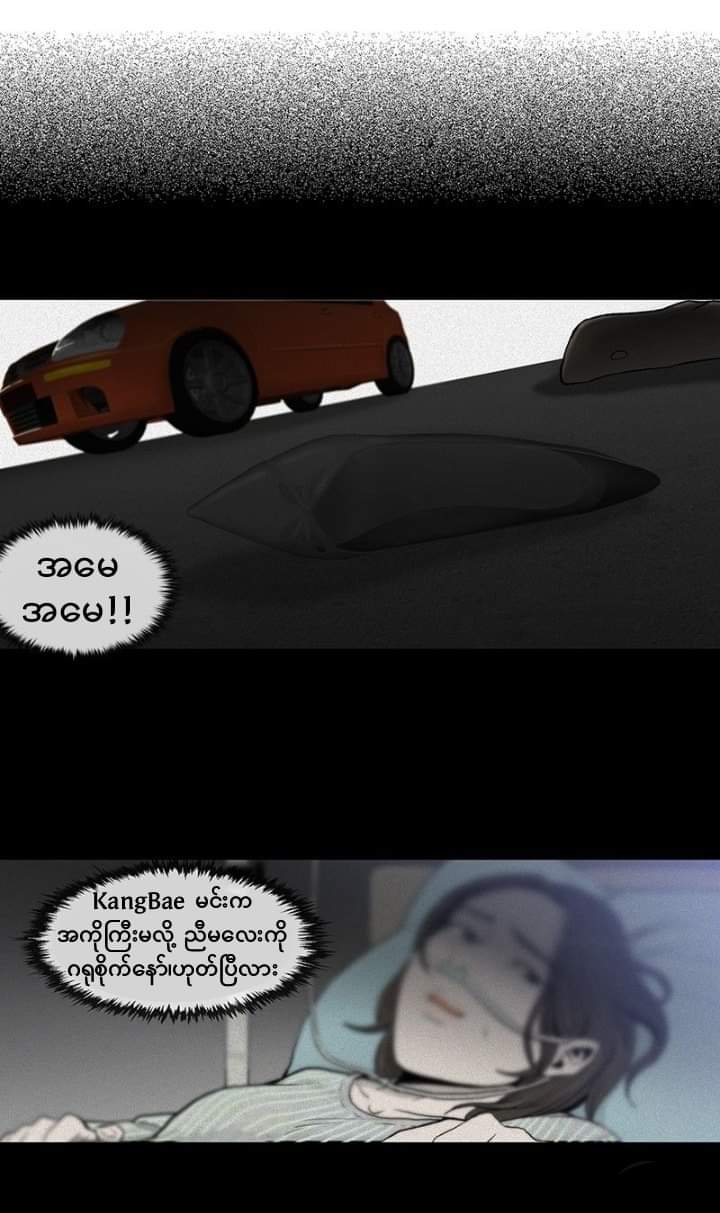 အမေ
အမေ!!
KangBae မင်းက
အကိုကြီးမလို့ ညီမလေးကို
ဂရုစိုက်နော်၊ဟုတ်ပြီလား